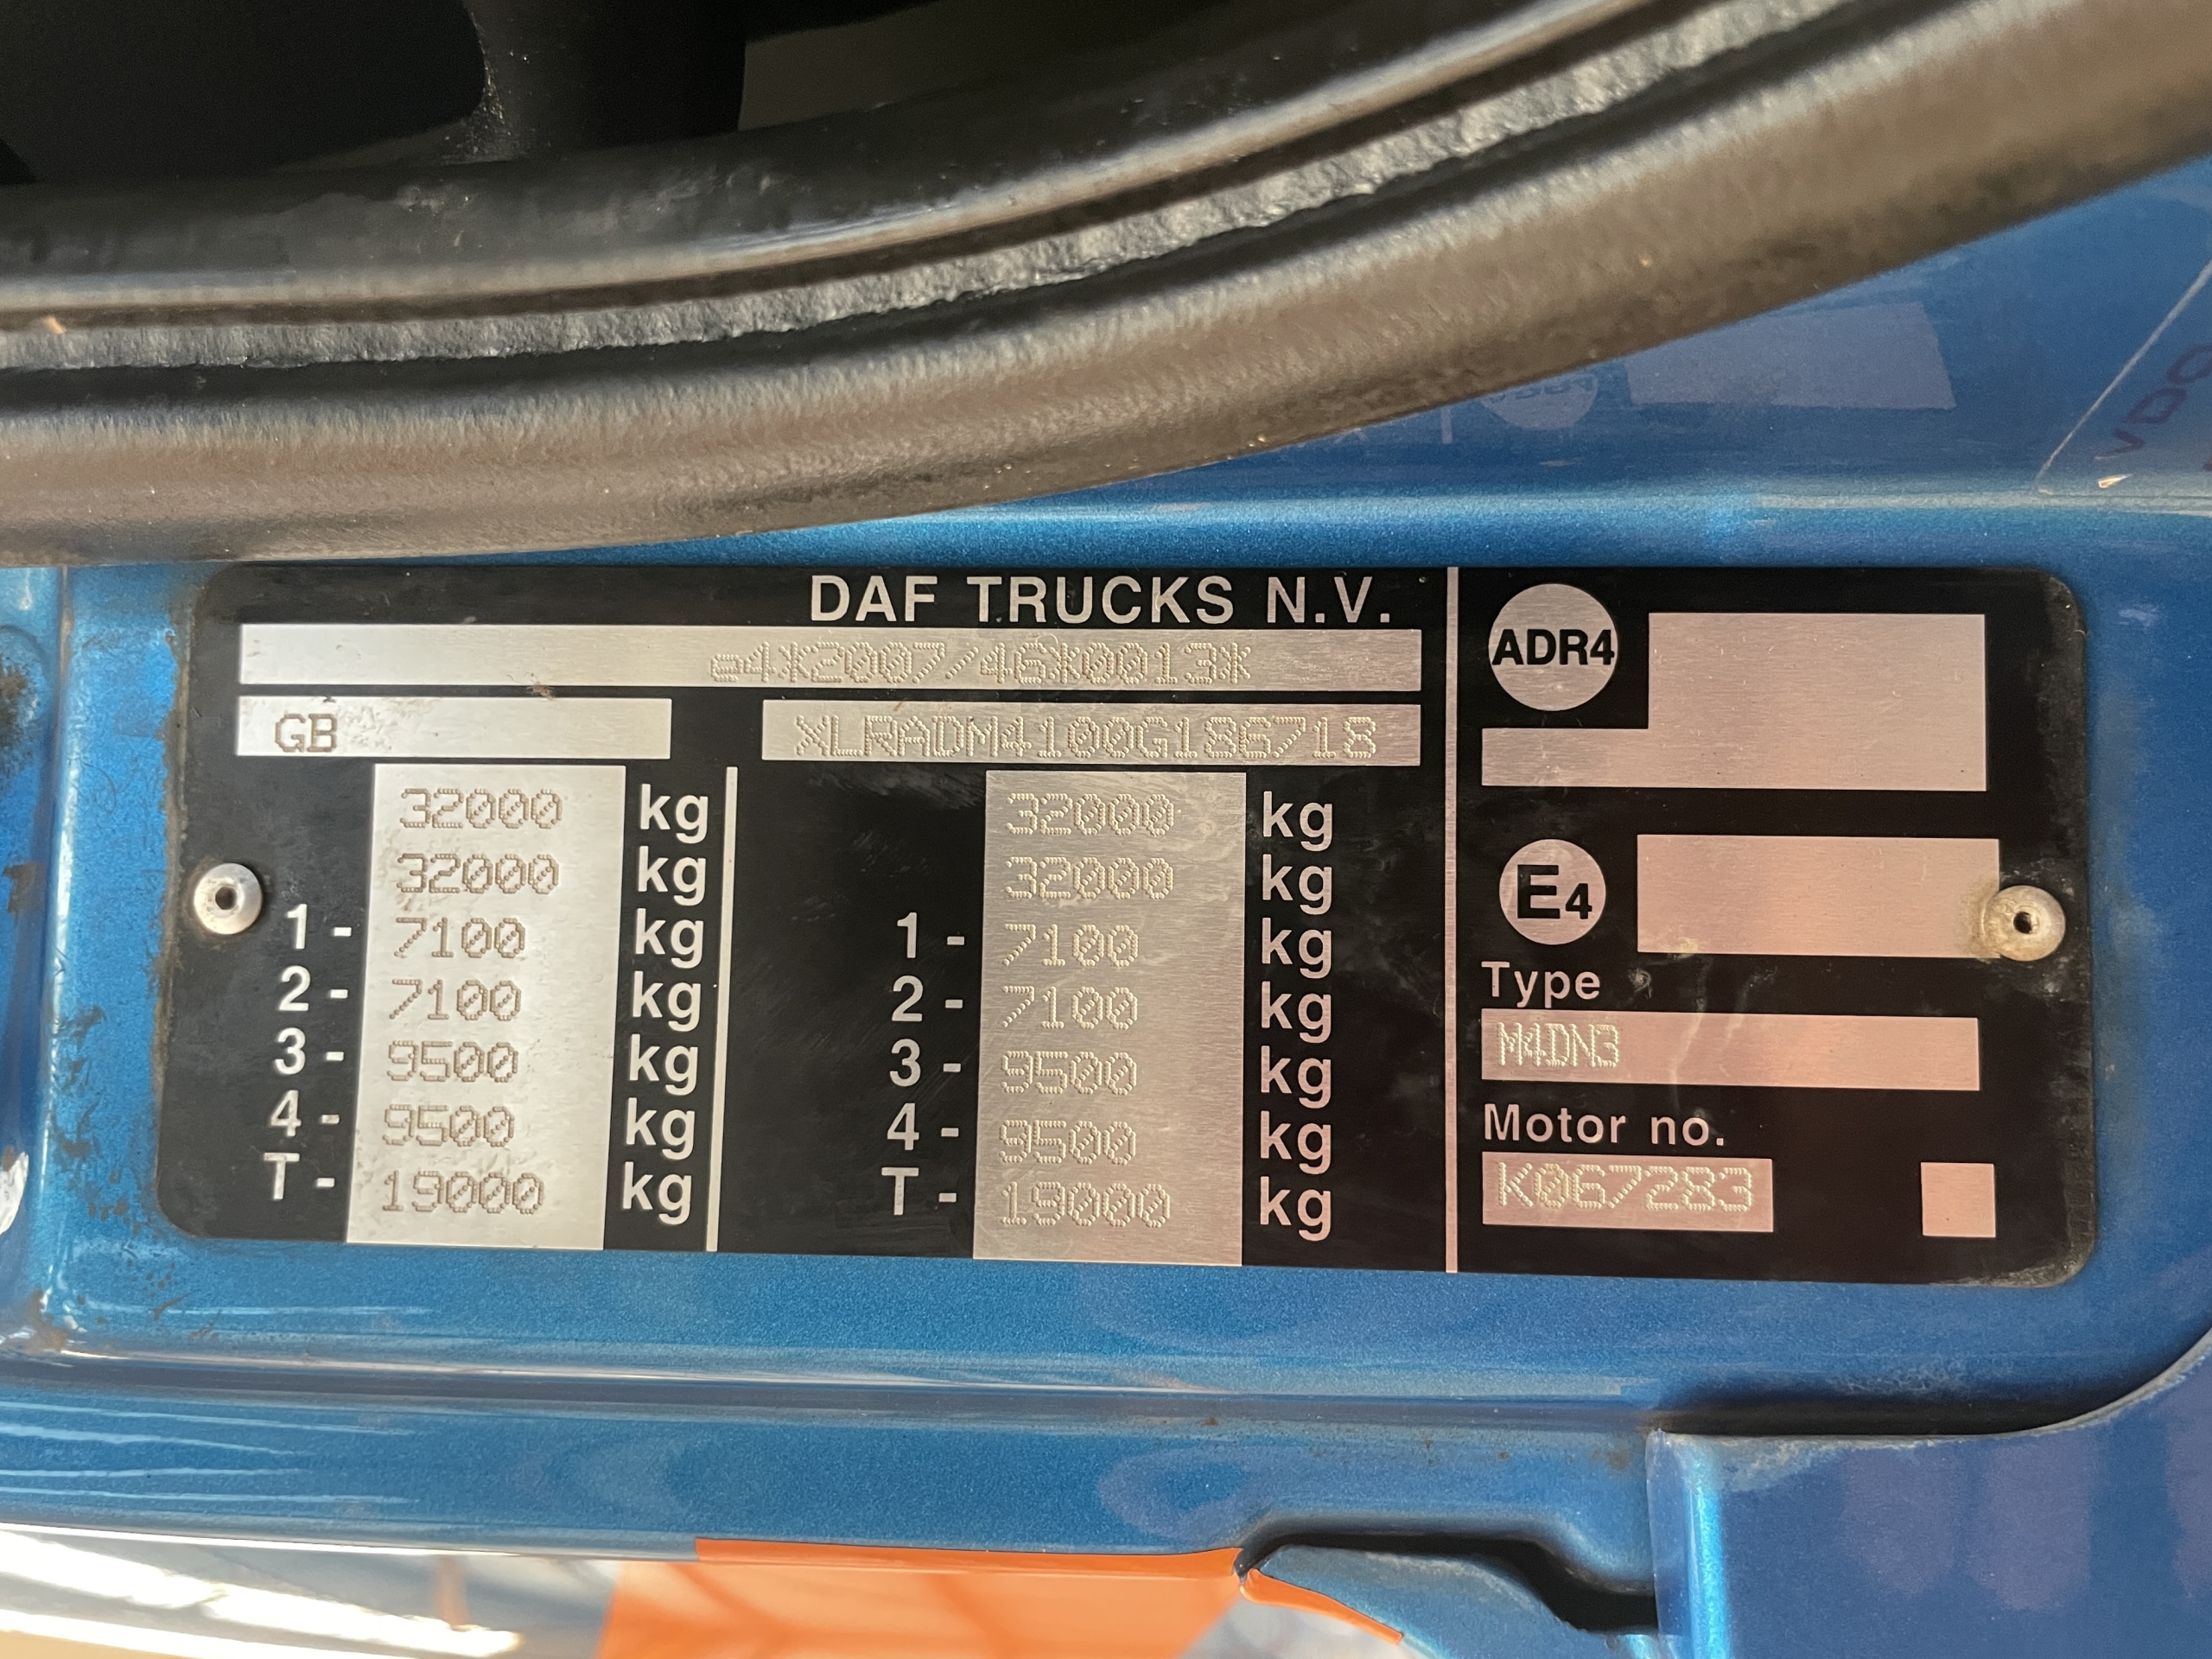 DAF TRUCKS N.V.
e4*2007/46*0013*
GB XLRADM4100G186718
32000 kg 32000 kg
32000 kg 32000 kg
1 - 7100 kg 1 - 7100 kg
2 - 7100 kg 2 - 7100 kg
3 - 9500 kg 3 - 9500 kg
4 - 9500 kg 4 - 9500 kg
T - 19000 kg T - 19000 kg
ADR4
E4
Type
M4DN3
Motor no.
K067283